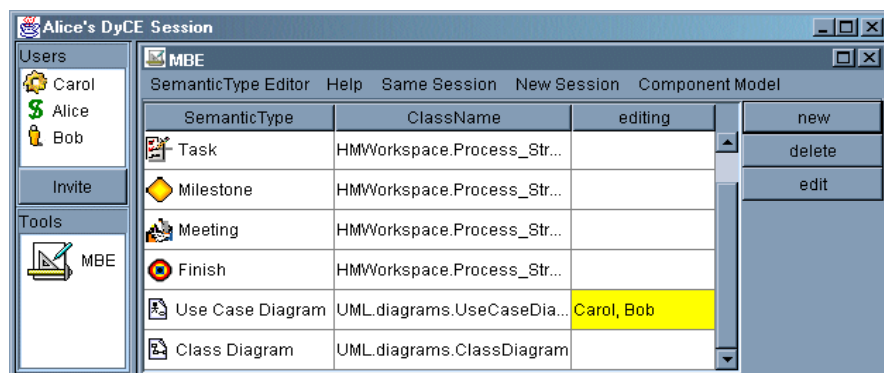 Alice's DyCE Session
Users
Carol
Alice
Bob
Invite
Tools
MBE
MBE
SemanticType Editor Help Same Session New Session Component Model
SemanticType ClassName editing
Task HMWorkspace.Process_Str...
Milestone HMWorkspace.Process_Str...
Meeting HMWorkspace.Process_Str...
Finish HMWorkspace.Process_Str...
Use Case Diagram UML.diagrams.UseCaseDia... Carol, Bob
Class Diagram UML.diagrams.ClassDiagram
new
delete
edit